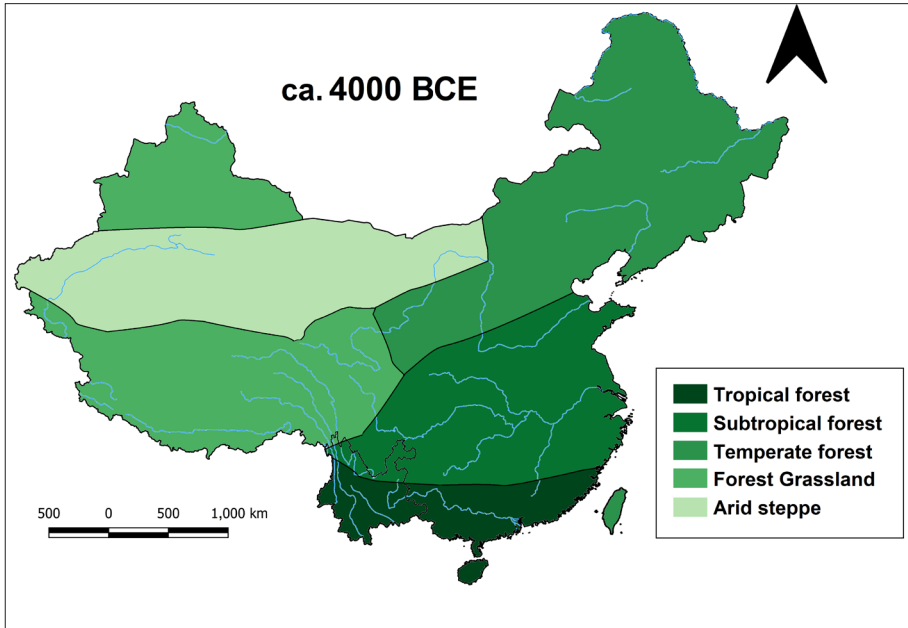 ca. 4000 BCE
Tropical forest
Subtropical forest
Temperate forest
Forest Grassland
Arid steppe
500 0 500 1,000 km